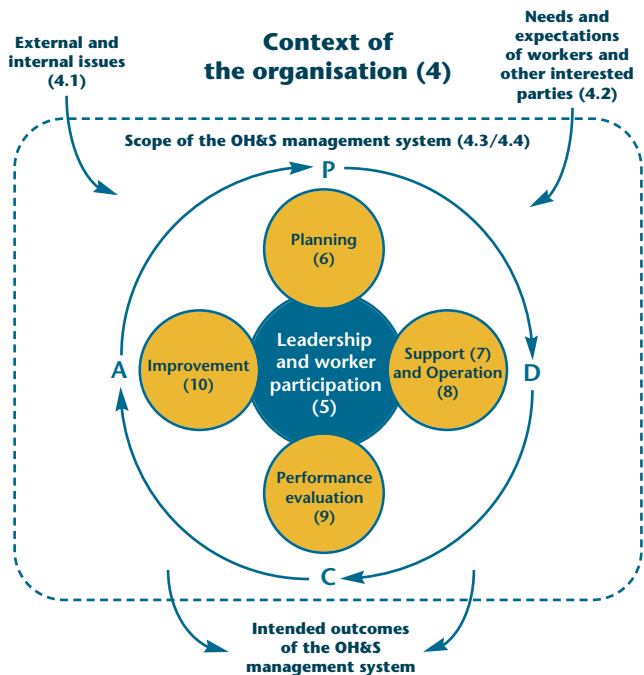 External and
internal issues
(4.1)
Context of
the organisation (4)
Needs and
expectations
of workers and
other interested
parties (4.2)
Scope of the OH&S management system (4.3/4.4)
P
Planning
(6)
A
Improvement
(10)
Leadership
and worker
participation
(5)
Support (7)
and Operation
(8)
D
Performance
evaluation
(9)
C
Intended outcomes
of the OH&S
management system